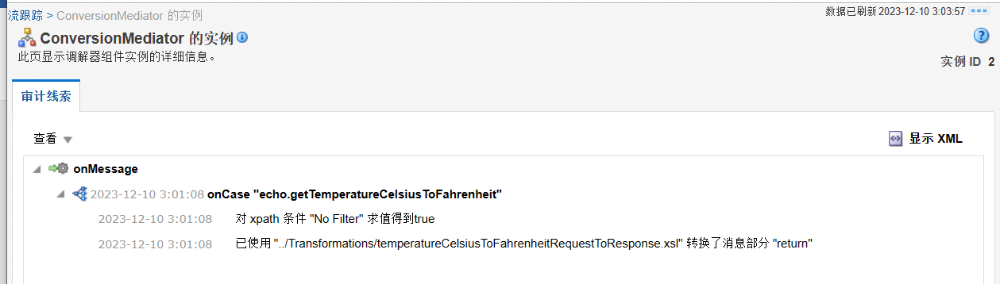 数据已刷新2023-12-10 3:03:57
流跟踪 > ConversionMediator 的实例
ConversionMediator 的实例
此页显示调解器组件实例的详细信息。
实例 ID 2
审计线索
查看
显示 XML
onMessage
2023-12-10 3:01:08 onCase "echo.getTemperatureCelsiusToFahrenheit"
2023-12-10 3:01:08 对 xpath 条件 "No Filter" 求值得到true
2023-12-10 3:01:08 已使用 "../Transformations/temperatureCelsiusToFahrenheitRequestToResponse.xsl" 转换了消息部分 "return"